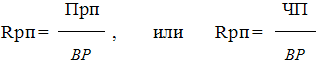 Rрп = Прп / ВР , или Rрп = ЧП / ВР